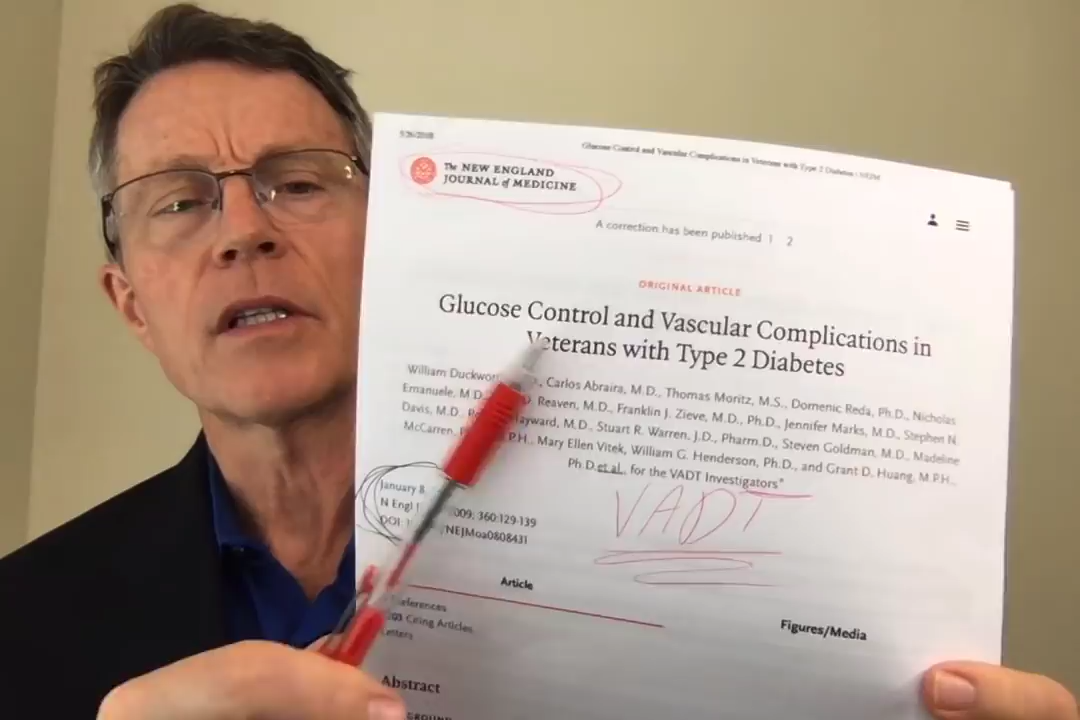 5/26/2018
Glucose Control and Vascular Complications in Veterans with Type 2 Diabetes | NEJM
The NEW ENGLAND
JOURNAL of MEDICINE
A correction has been published 1 2
ORIGINAL ARTICLE
Glucose Control and Vascular Complications in
Veterans with Type 2 Diabetes
William Carlos Abraira, M.D., Thomas Moritz, M.S., Domenic Reda, Ph.D., Nicholas
Emanuele, M.D., Reaven, M.D., Franklin J. Zieve, M.D., Ph.D., Jennifer Marks, M.D., Stephen N.
Davis, M.D., Hayward, M.D., Stuart R. Warren, J.D., Pharm.D., Steven Goldman, M.D., Madeline
McCarren, Mary Ellen Vitek, William G. Henderson, Ph.D., and Grant D. Huang, M.P.H.,
Ph.D. et al., for the VADT Investigators*
VADT
January 8
N Engl 2009; 360:129-139
DOI: /NEJMoa0808431
Article
Figures/Media
References
Citing Articles
Letters
Abstract